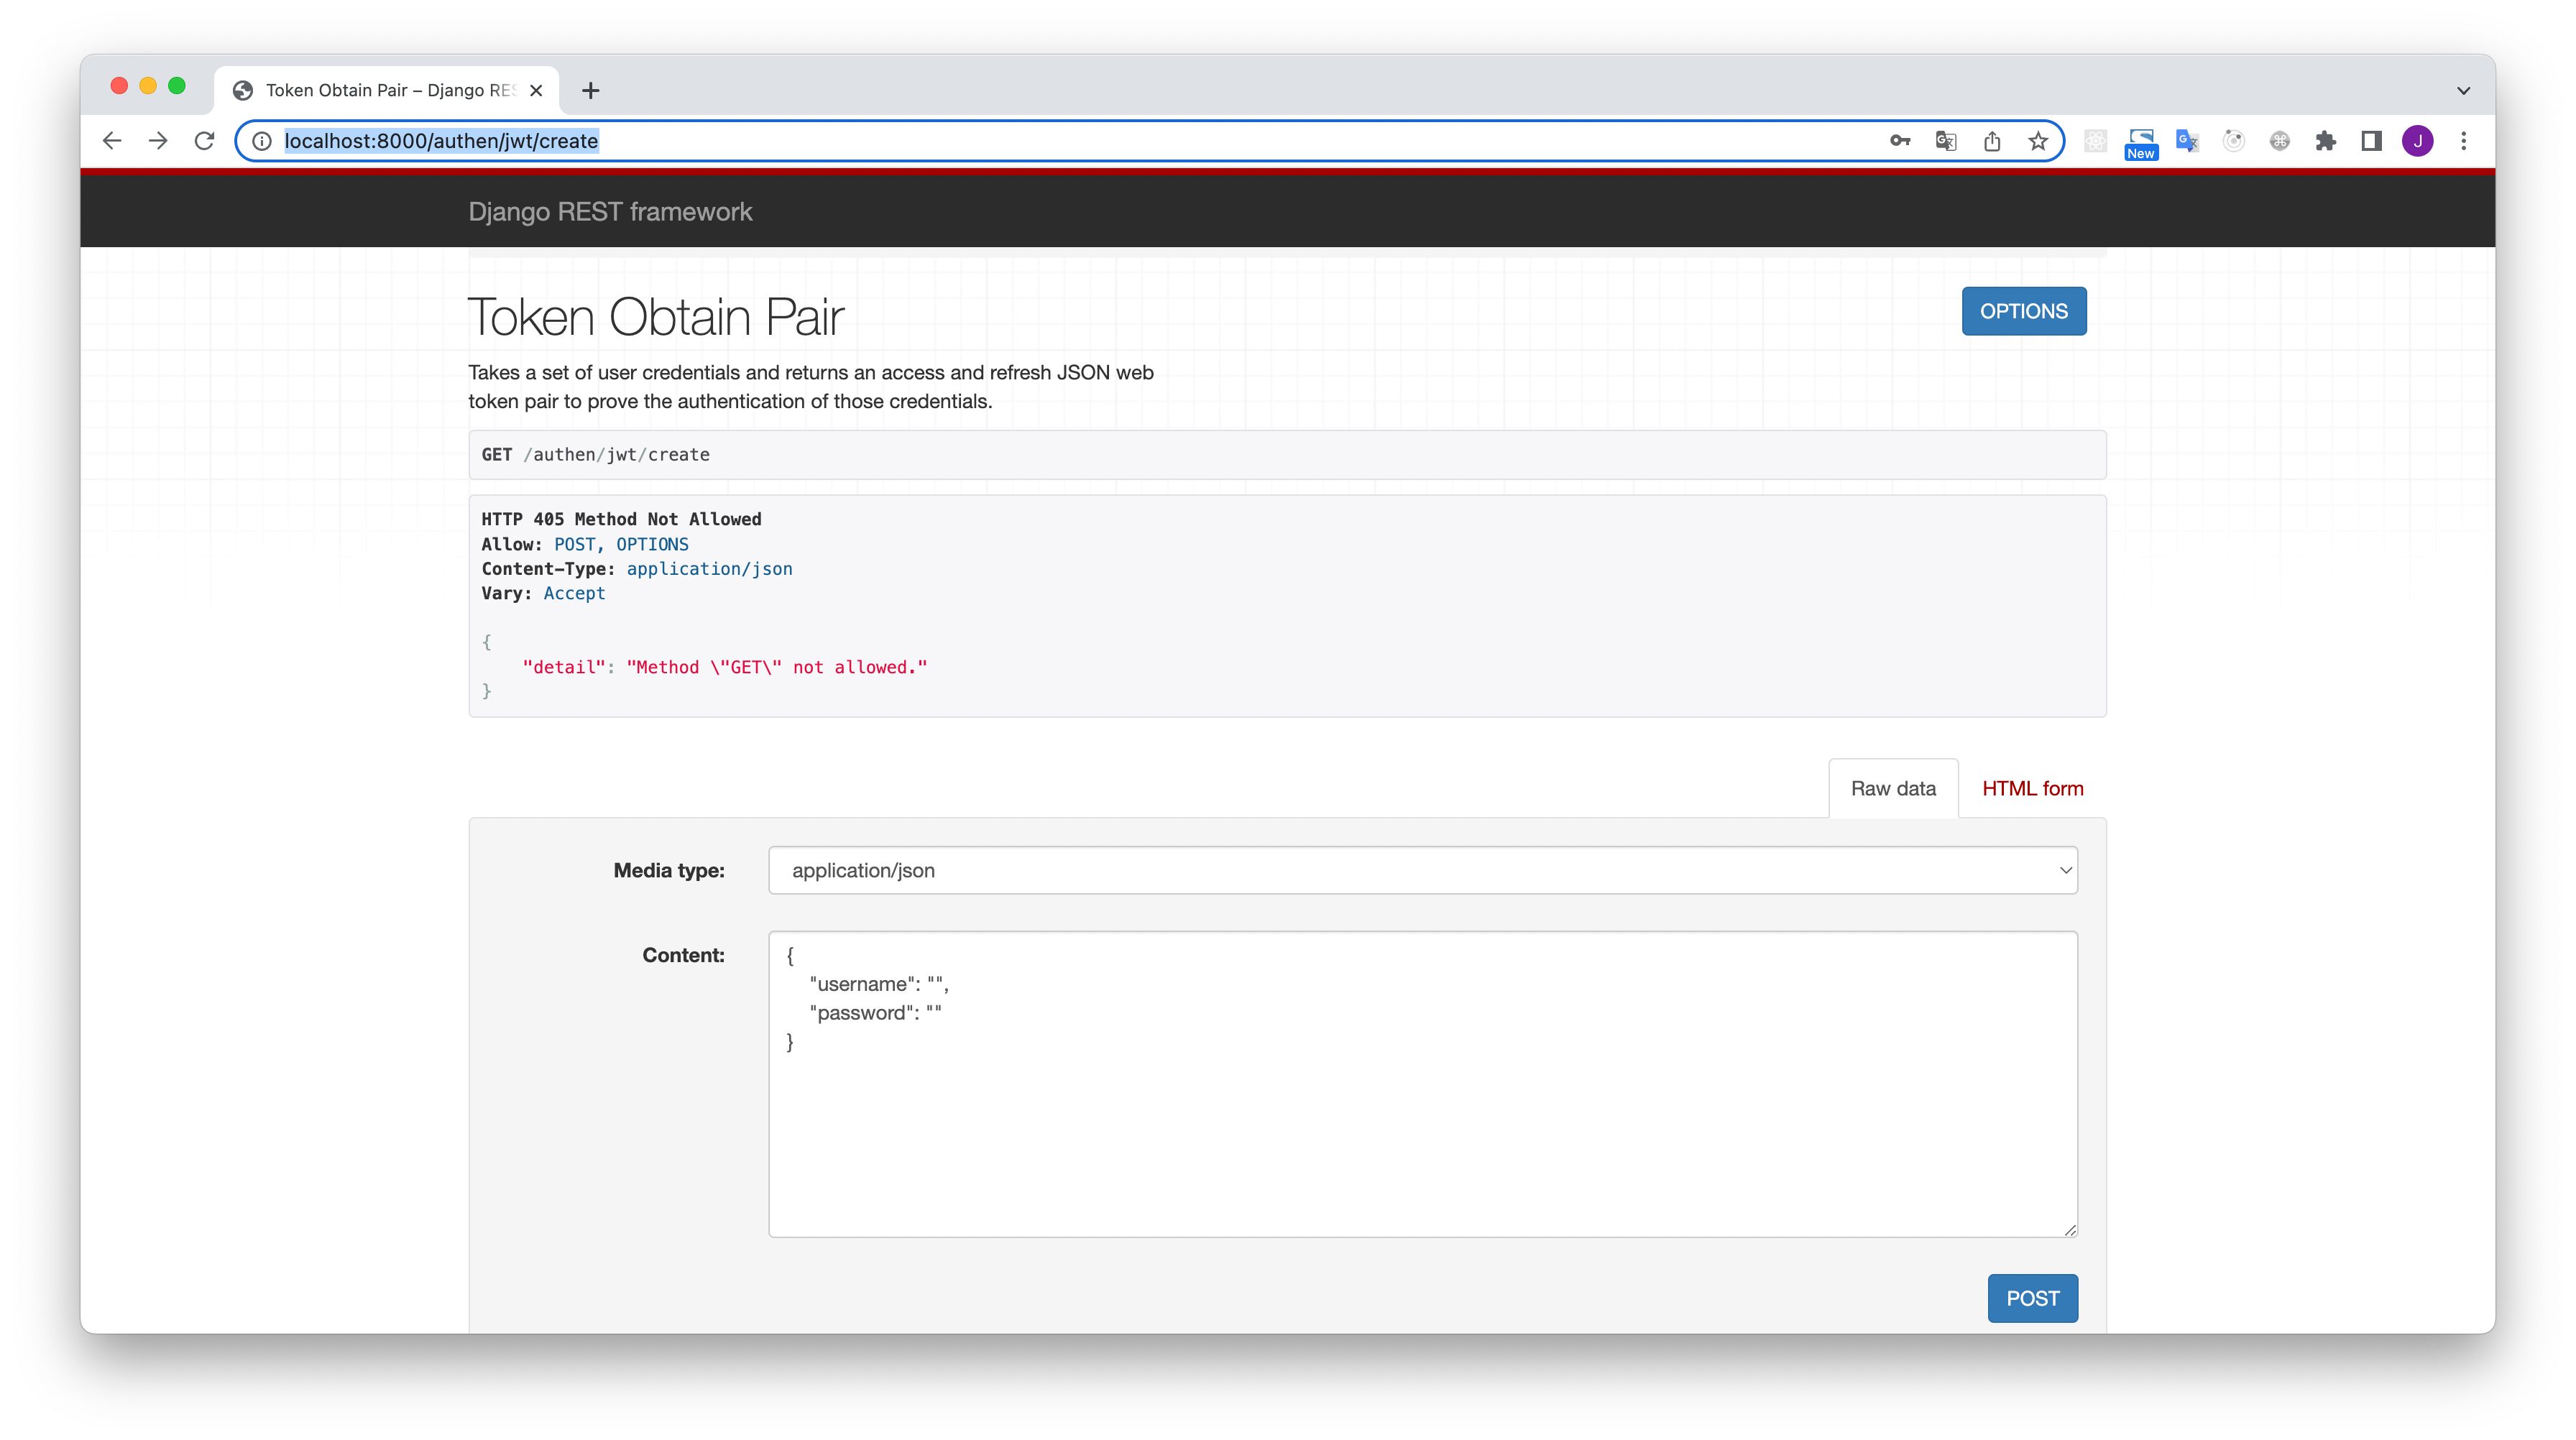 Token Obtain Pair – Django RES
localhost:8000/authen/jwt/create
New
J
Django REST framework
Token Obtain Pair
OPTIONS
Takes a set of user credentials and returns an access and refresh JSON web
token pair to prove the authentication of those credentials.
GET /authen/jwt/create
HTTP 405 Method Not Allowed
Allow: POST, OPTIONS
Content-Type: application/json
Vary: Accept
{
"detail": "Method \"GET\" not allowed."
}
Raw data
HTML form
Media type:
application/json
Content:
{
"username": "",
"password": ""
}
POST